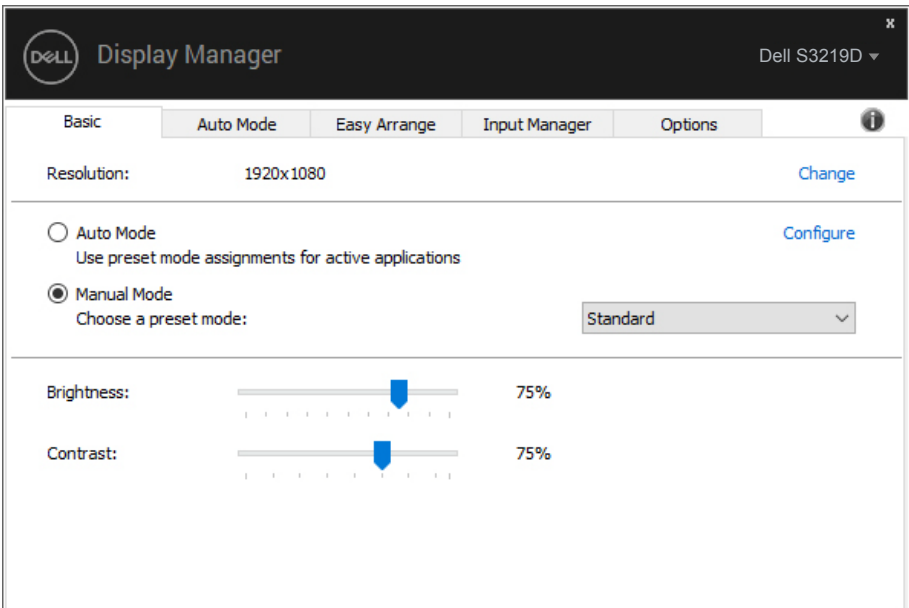 x
DELL Display Manager Dell S3219D
Basic Auto Mode Easy Arrange Input Manager Options i
Resolution: 1920x1080 Change
Auto Mode Configure
Use preset mode assignments for active applications
Manual Mode
Choose a preset mode: Standard
Brightness: 75%
Contrast: 75%